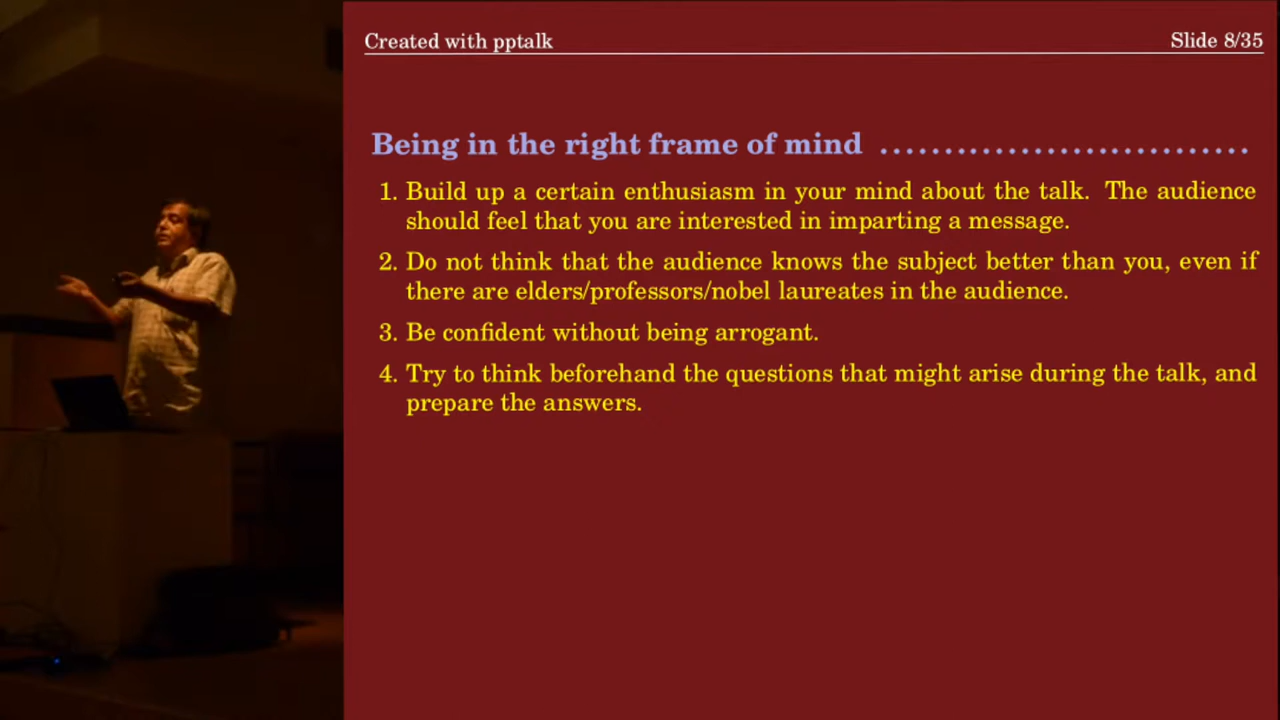 Created with pptalk
Slide 8/35
Being in the right frame of mind ............................
1. Build up a certain enthusiasm in your mind about the talk. The audience
should feel that you are interested in imparting a message.
2. Do not think that the audience knows the subject better than you, even if
there are elders/professors/nobel laureates in the audience.
3. Be confident without being arrogant.
4. Try to think beforehand the questions that might arise during the talk, and
prepare the answers.